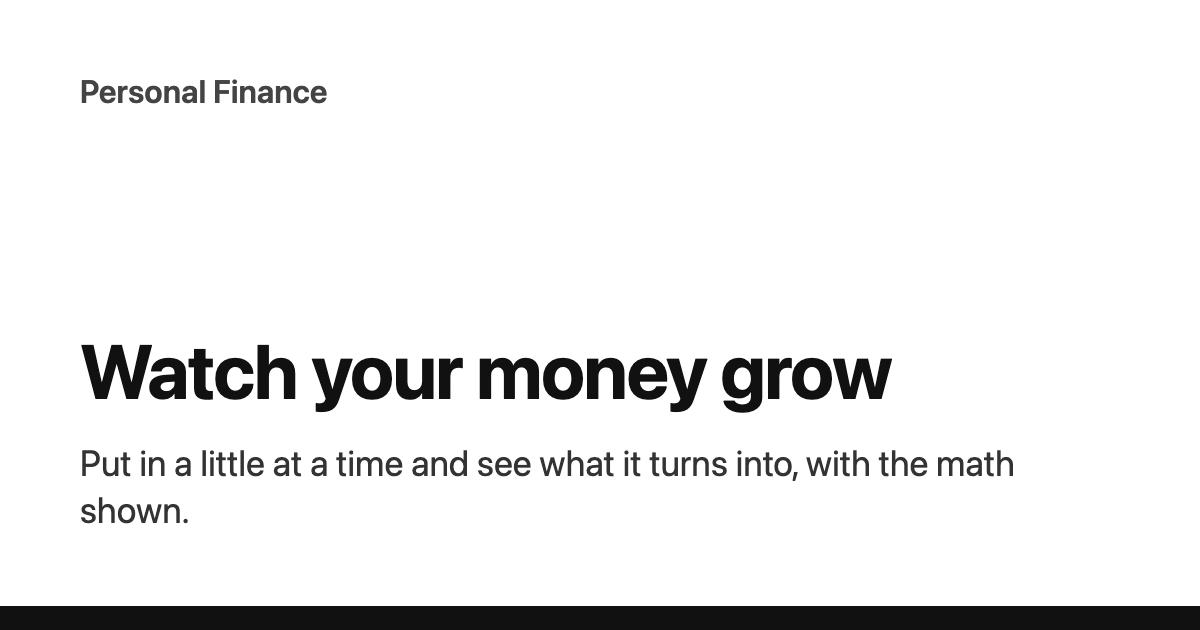 Personal Finance
Watch your money grow
Put in a little at a time and see what it turns into, with the math
shown.